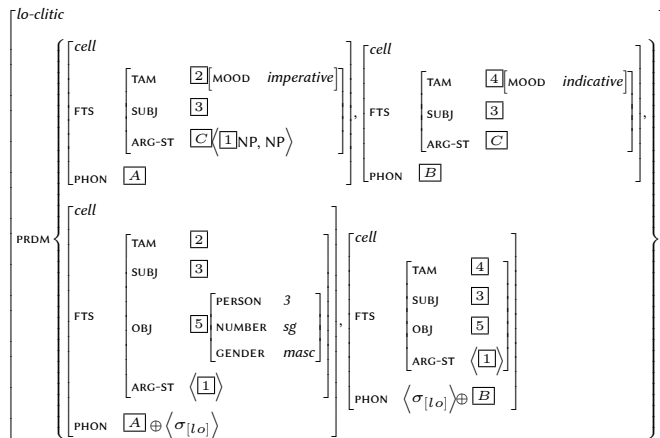 lo-clitic
PRDM
cell
FTS TAM 2 [MOOD imperative]
SUBJ 3
ARG-ST C ⟨ 1 NP, NP⟩
PHON A
,
cell
FTS TAM 4 [MOOD indicative]
SUBJ 3
ARG-ST C
PHON B
,
cell
FTS TAM 2
SUBJ 3
OBJ 5 PERSON 3
NUMBER sg
GENDER masc
ARG-ST ⟨ 1 ⟩
PHON A ⊕ ⟨σ[lo]⟩
,
cell
FTS TAM 4
SUBJ 3
OBJ 5
ARG-ST ⟨ 1 ⟩
PHON ⟨σ[lo]⟩ ⊕ B